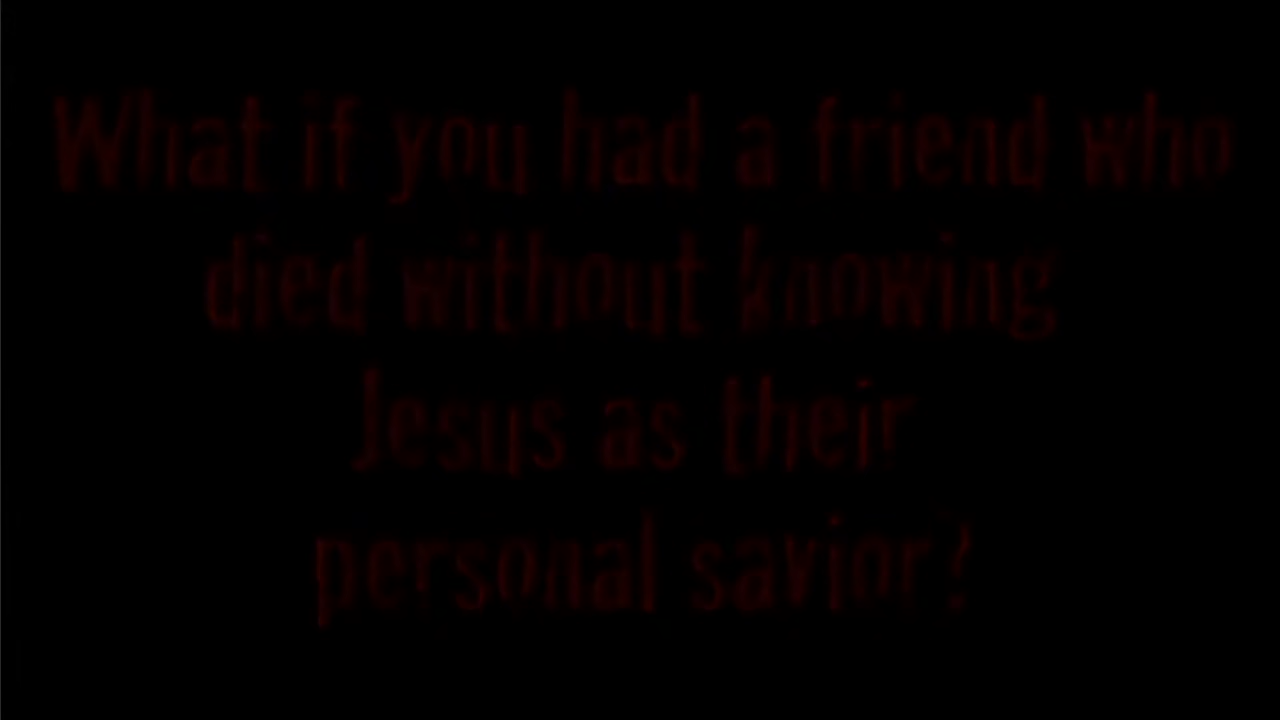 What if you had a friend who
died without knowing
Jesus as their
personal savior?